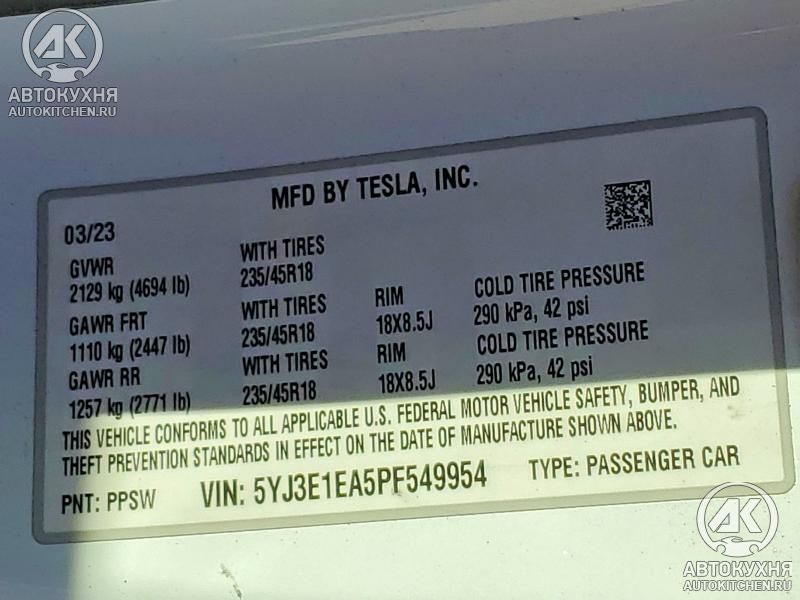 AK
АВТОКУХНЯ
AUTOKITCHEN.RU
MFD BY TESLA, INC.
03/23
GVWR WITH TIRES
2129 kg (4694 lb) 235/45R18
GAWR FRT WITH TIRES RIM COLD TIRE PRESSURE
1110 kg (2447 lb) 235/45R18 18X8.5J 290 kPa, 42 psi
GAWR RR WITH TIRES RIM COLD TIRE PRESSURE
1257 kg (2771 lb) 235/45R18 18X8.5J 290 kPa, 42 psi
THIS VEHICLE CONFORMS TO ALL APPLICABLE U.S. FEDERAL MOTOR VEHICLE SAFETY, BUMPER, AND
THEFT PREVENTION STANDARDS IN EFFECT ON THE DATE OF MANUFACTURE SHOWN ABOVE.
PNT: PPSW VIN: 5YJ3E1EA5PF549954 TYPE: PASSENGER CAR
AK
АВТОКУХНЯ
AUTOKITCHEN.RU